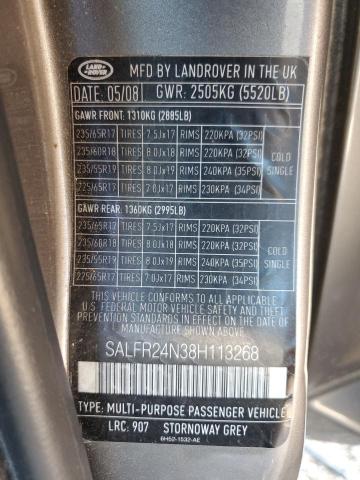 LAND ROVER
MFD BY LANDROVER IN THE UK
DATE: 05/08 GWR: 2505KG (5520LB)
GAWR FRONT: 1310KG (2885LB)
235/65R17 TIRES 7.5Jx17 RIMS 220KPA (32PSI)
235/60R18 TIRES 8.0Jx18 RIMS 220KPA (32PSI)
235/55R19 TIRES 8.0Jx19 RIMS 240KPA (35PSI)
225/65R17 TIRES 7.0Jx17 RIMS 230KPA (34PSI)
COLD
SINGLE
GAWR REAR: 1360KG (2995LB)
235/65R17 TIRES 7.5Jx17 RIMS 220KPA (32PSI)
235/60R18 TIRES 8.0Jx18 RIMS 220KPA (32PSI)
235/55R19 TIRES 8.0Jx19 RIMS 240KPA (35PSI)
225/65R17 TIRES 7.0Jx17 RIMS 230KPA (34PSI)
COLD
SINGLE
THIS VEHICLE CONFORMS TO ALL APPLICABLE
U.S. FEDERAL MOTOR VEHICLE SAFETY AND
THEFT PREVENTION STANDARDS IN EFFECT
ON THE DATE OF MANUFACTURE SHOWN
ABOVE.
SALFR24N38H113268
TYPE: MULTI-PURPOSE PASSENGER VEHICLE
LRC: 907 STORNOWAY GREY
6H52-1532-AE